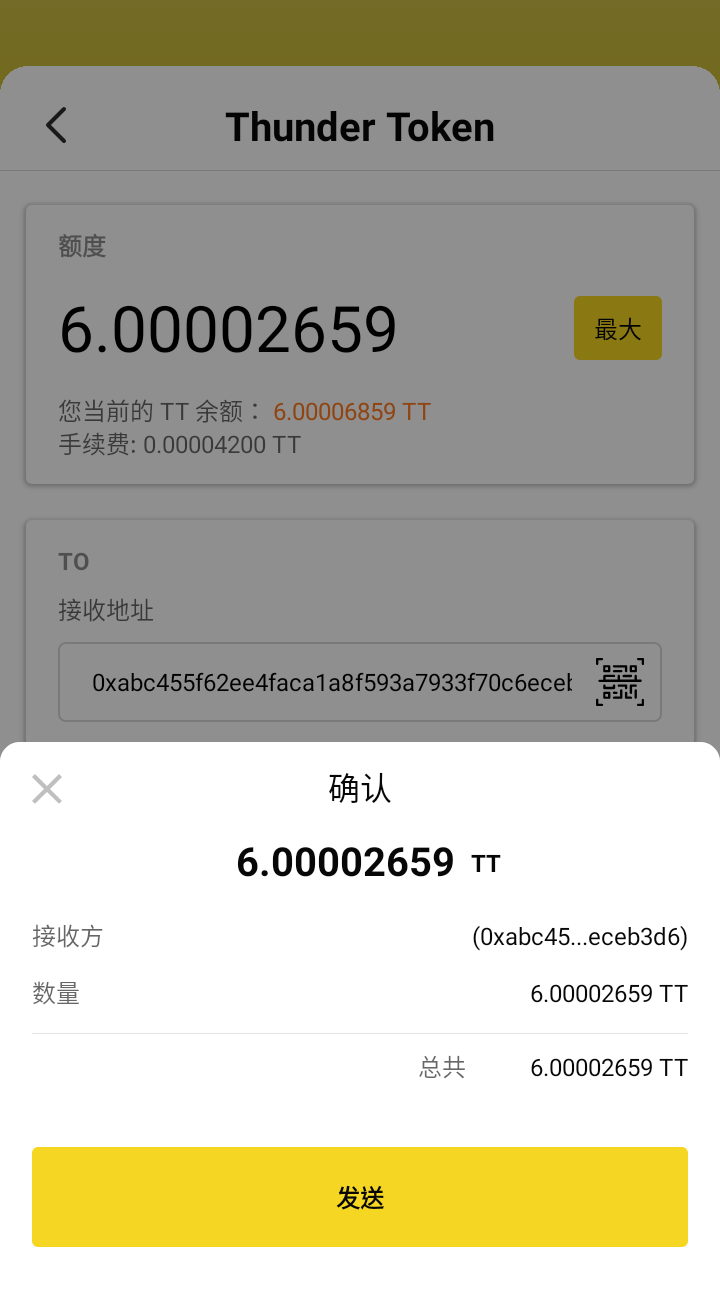 Thunder Token
额度
6.00002659
最大
您当前的 TT 余额： 6.00006859 TT
手续费: 0.00004200 TT
TO
接收地址
0xabc455f62ee4faca1a8f593a7933f70c6eceb
确认
6.00002659 TT
接收方 (0xabc45...eceb3d6)
数量 6.00002659 TT
总共 6.00002659 TT
发送